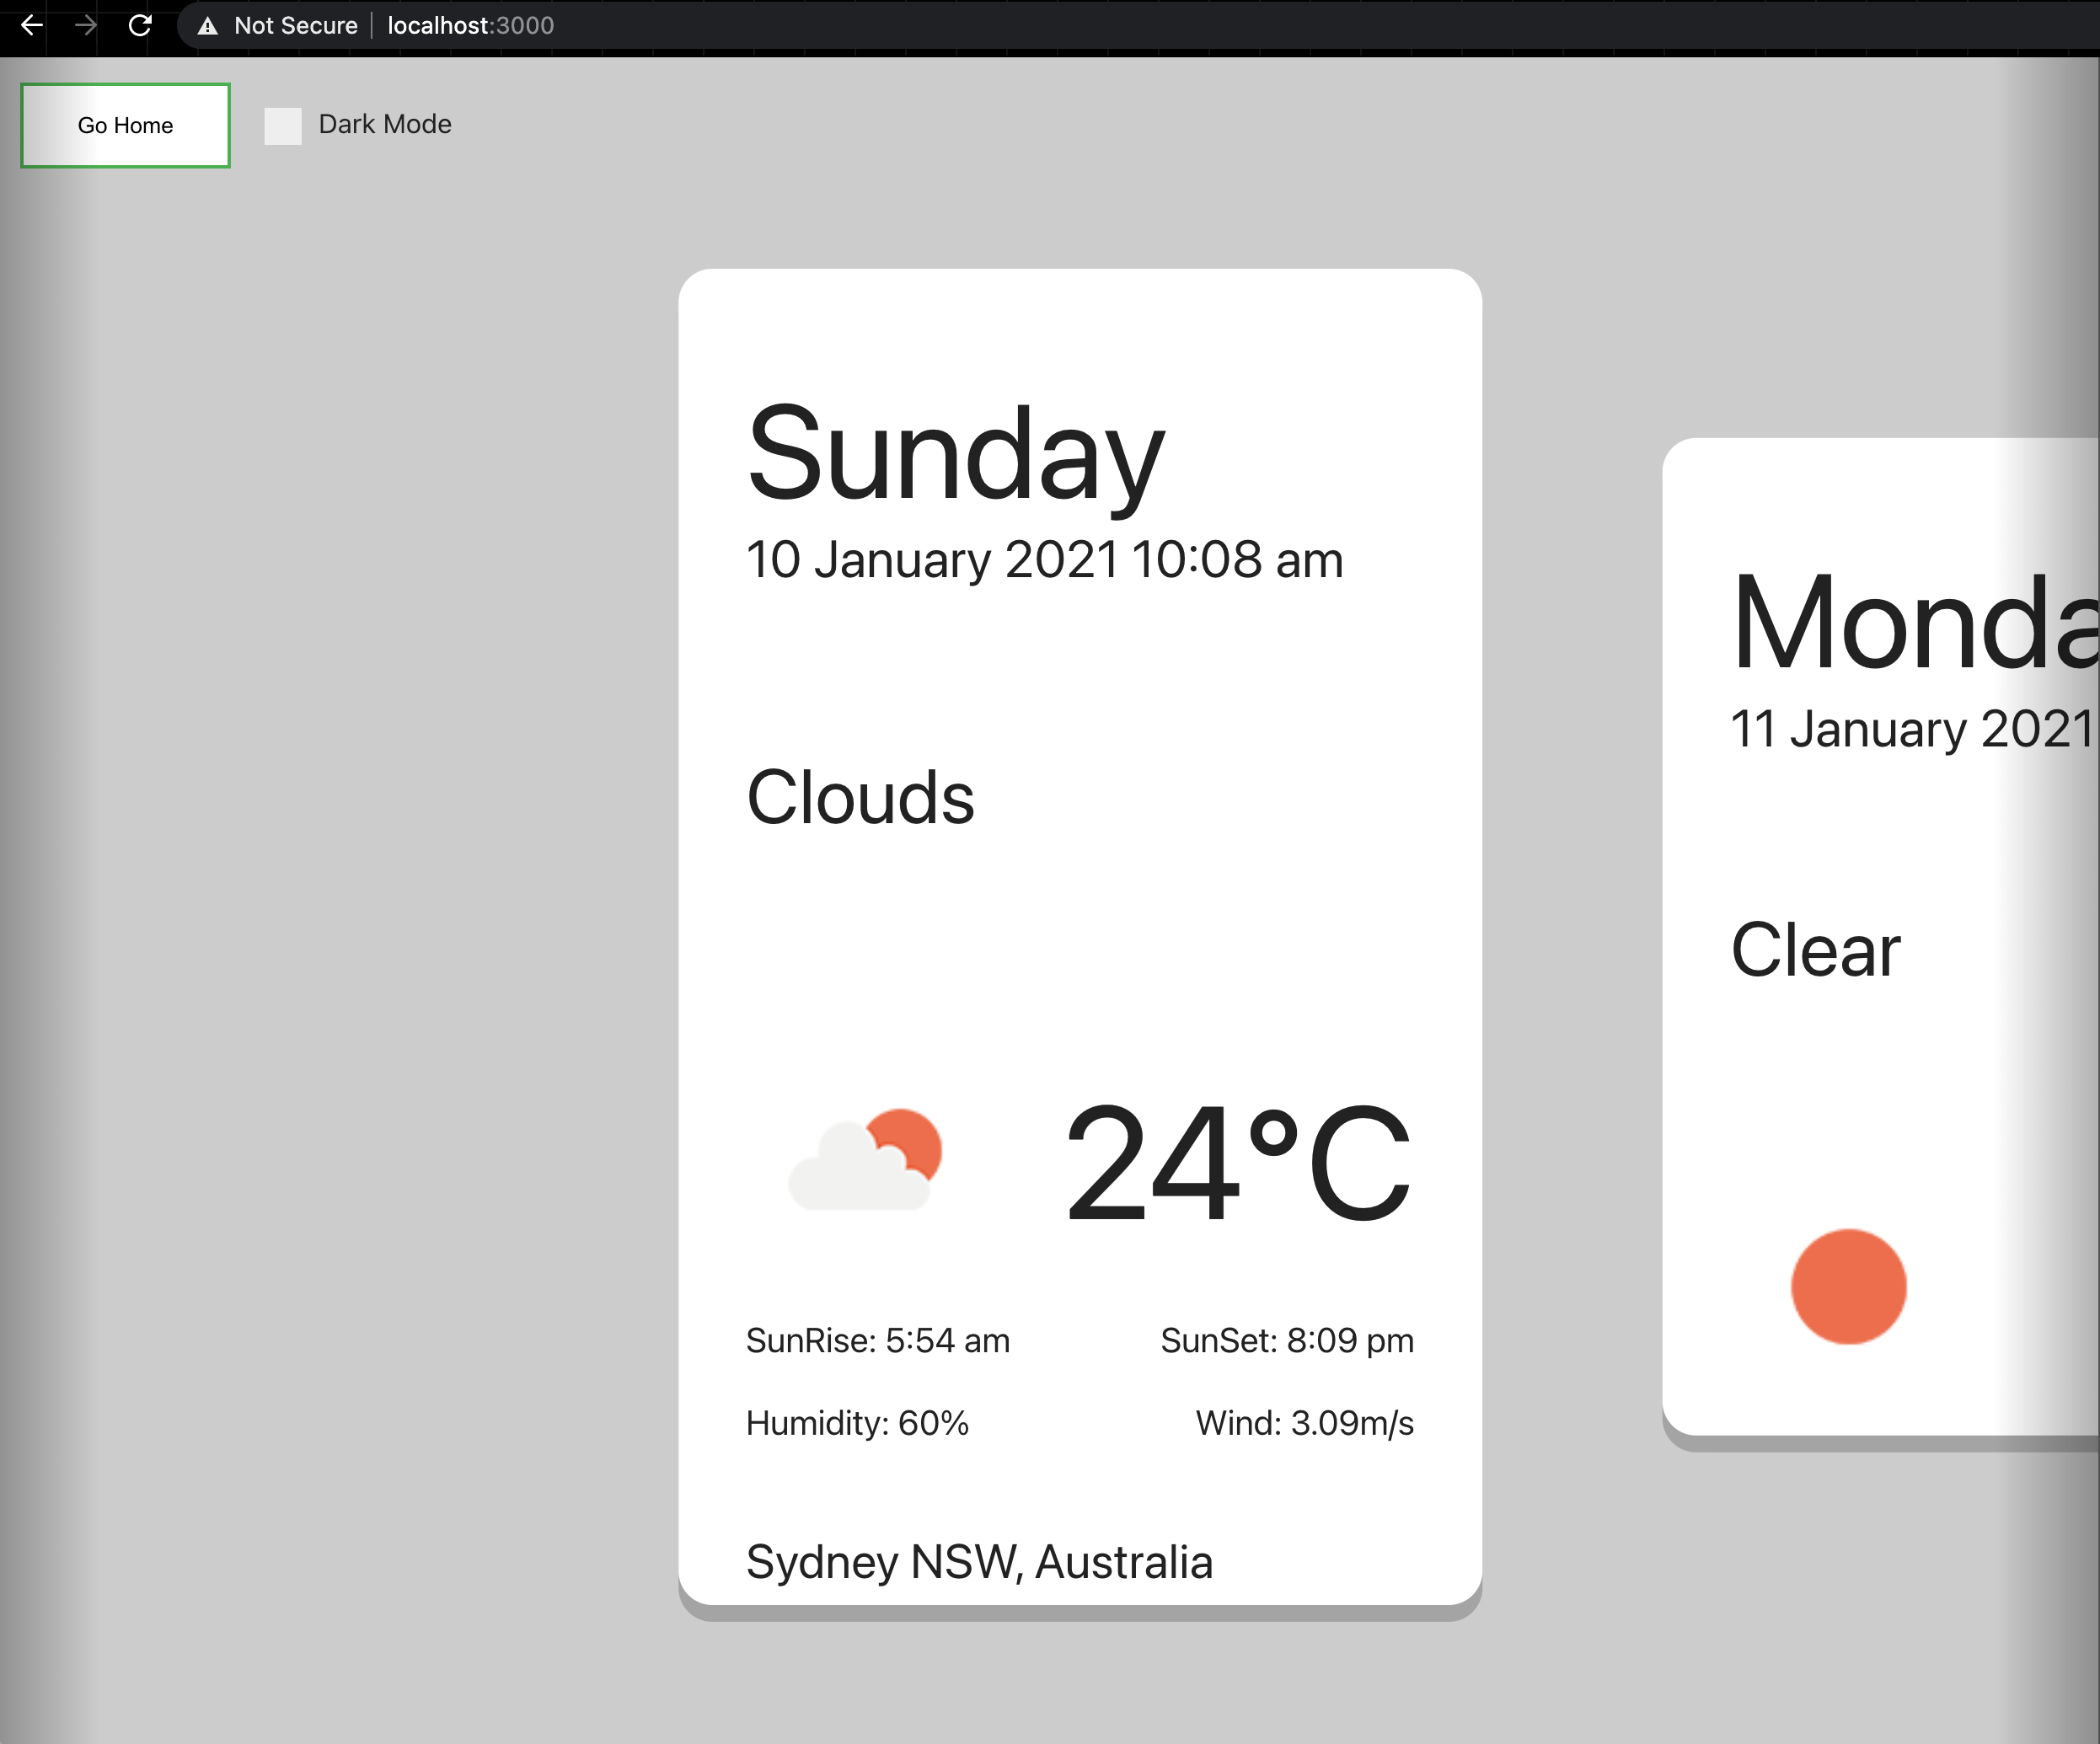 Not Secure | localhost:3000
Go Home
Dark Mode
Sunday
10 January 2021 10:08 am
Clouds
24°C
SunRise: 5:54 am
SunSet: 8:09 pm
Humidity: 60%
Wind: 3.09m/s
Sydney NSW, Australia
Monda
11 January 2021
Clear